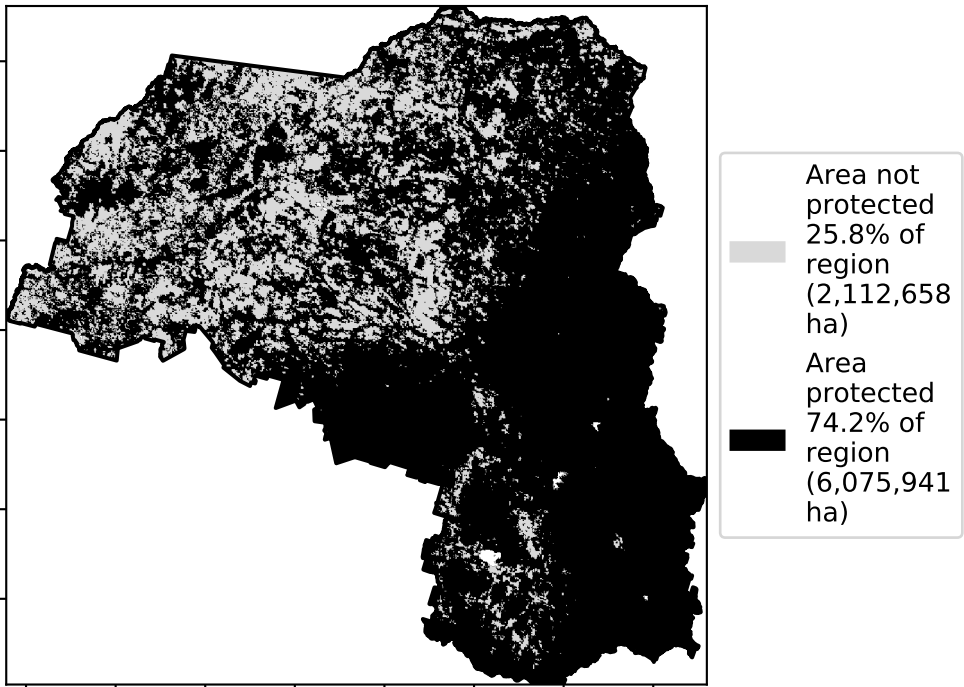 Area not
protected
25.8% of
region
(2,112,658
ha)
Area
protected
74.2% of
region
(6,075,941
ha)